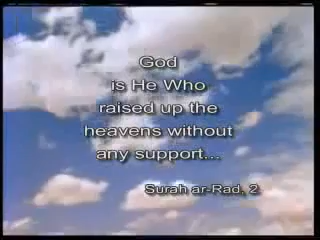 God
is He Who
raised up the
heavens without
any support...
Surah ar-Rad, 2